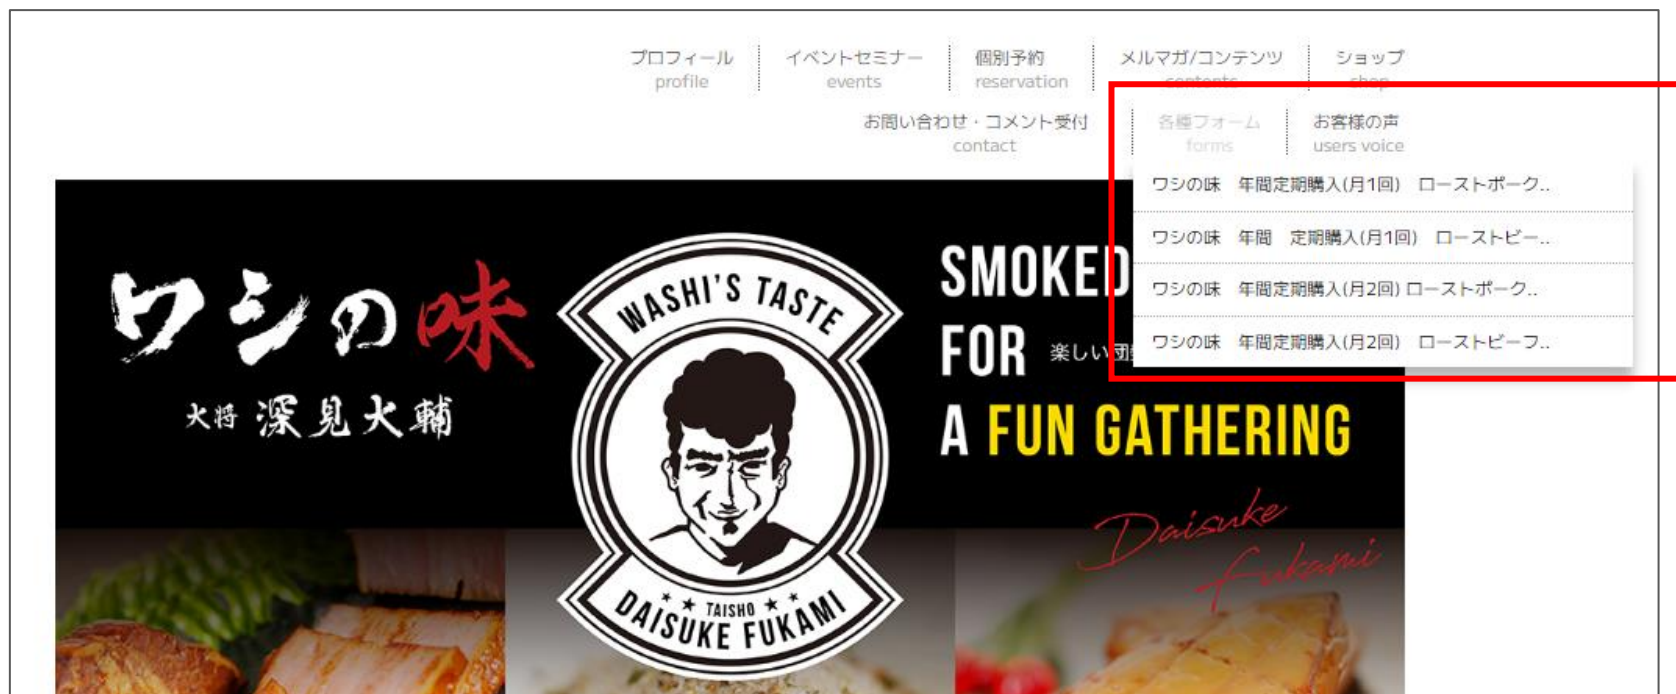 プロフィール
profile
イベントセミナー
events
個別予約
reservation
メルマガ/コンテンツ
contents
ショップ
shop
お問い合わせ・コメント受付
contact
各種フォーム
forms
お客様の声
users voice
ワシの味　年間定期購入(月1回)　ローストポーク..
ワシの味　年間　定期購入(月1回)　ローストビー..
ワシの味　年間定期購入(月2回) ローストポーク..
ワシの味　年間定期購入(月2回)　ローストビーフ..
ワシの味
大将 深見大輔
WASHI'S TASTE
TAISHO
DAISUKE FUKAMI
SMOKED
FOR
楽しい団
A FUN GATHERING
Daisuke
Fukami